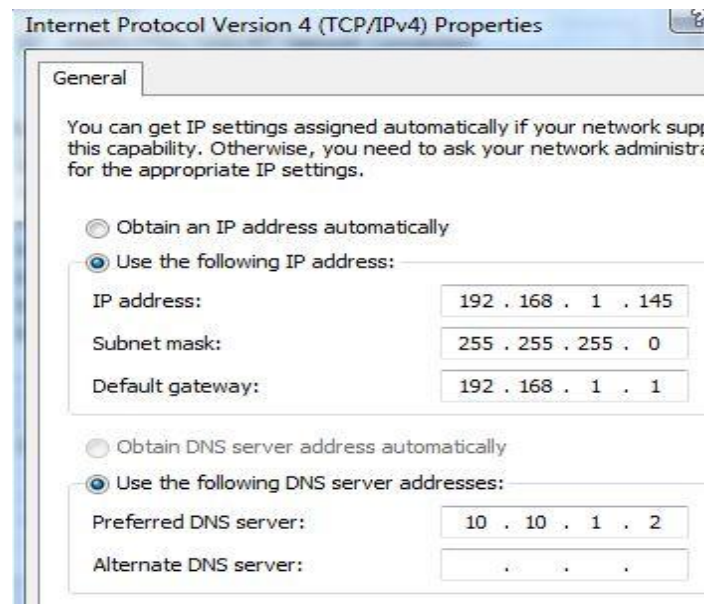 Internet Protocol Version 4 (TCP/IPv4) Properties
General
You can get IP settings assigned automatically if your network
this capability. Otherwise, you need to ask your network
for the appropriate IP settings.
Obtain an IP address automatically
Use the following IP address:
IP address: 192 . 168 . 1 . 145
Subnet mask: 255 . 255 . 255 . 0
Default gateway: 192 . 168 . 1 . 1
Obtain DNS server address automatically
Use the following DNS server addresses:
Preferred DNS server: 10 . 10 . 1 . 2
Alternate DNS server: . . .